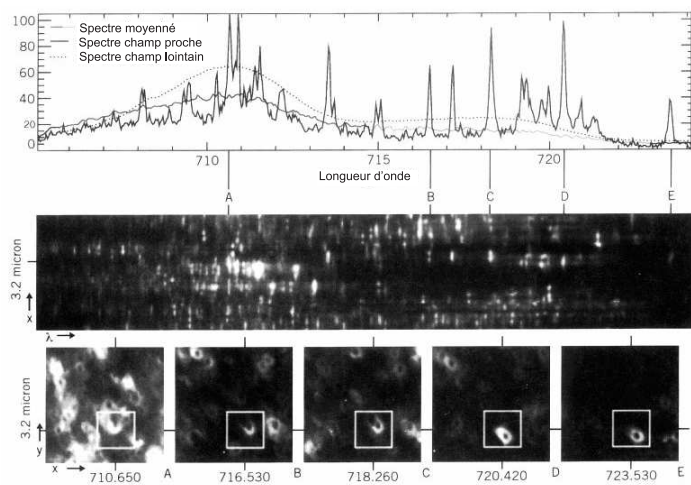 100
80
60
40
20
0
Spectre moyenné
Spectre champ proche
Spectre champ lointain
710 715 720
Longueur d'onde
A B C D E
3.2 micron
x
λ
3.2 micron
y
x
710.650 A 716.530 B 718.260 C 720.420 D 723.530 E